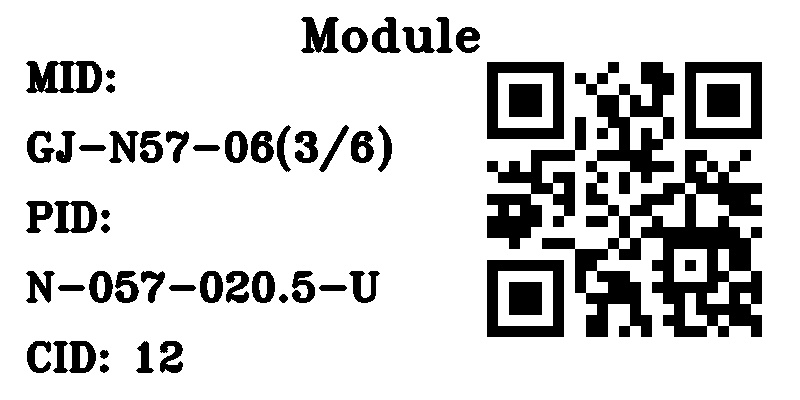 Module
MID:
GJ-N57-06(3/6)
PID:
N-057-020.5-U
CID: 12